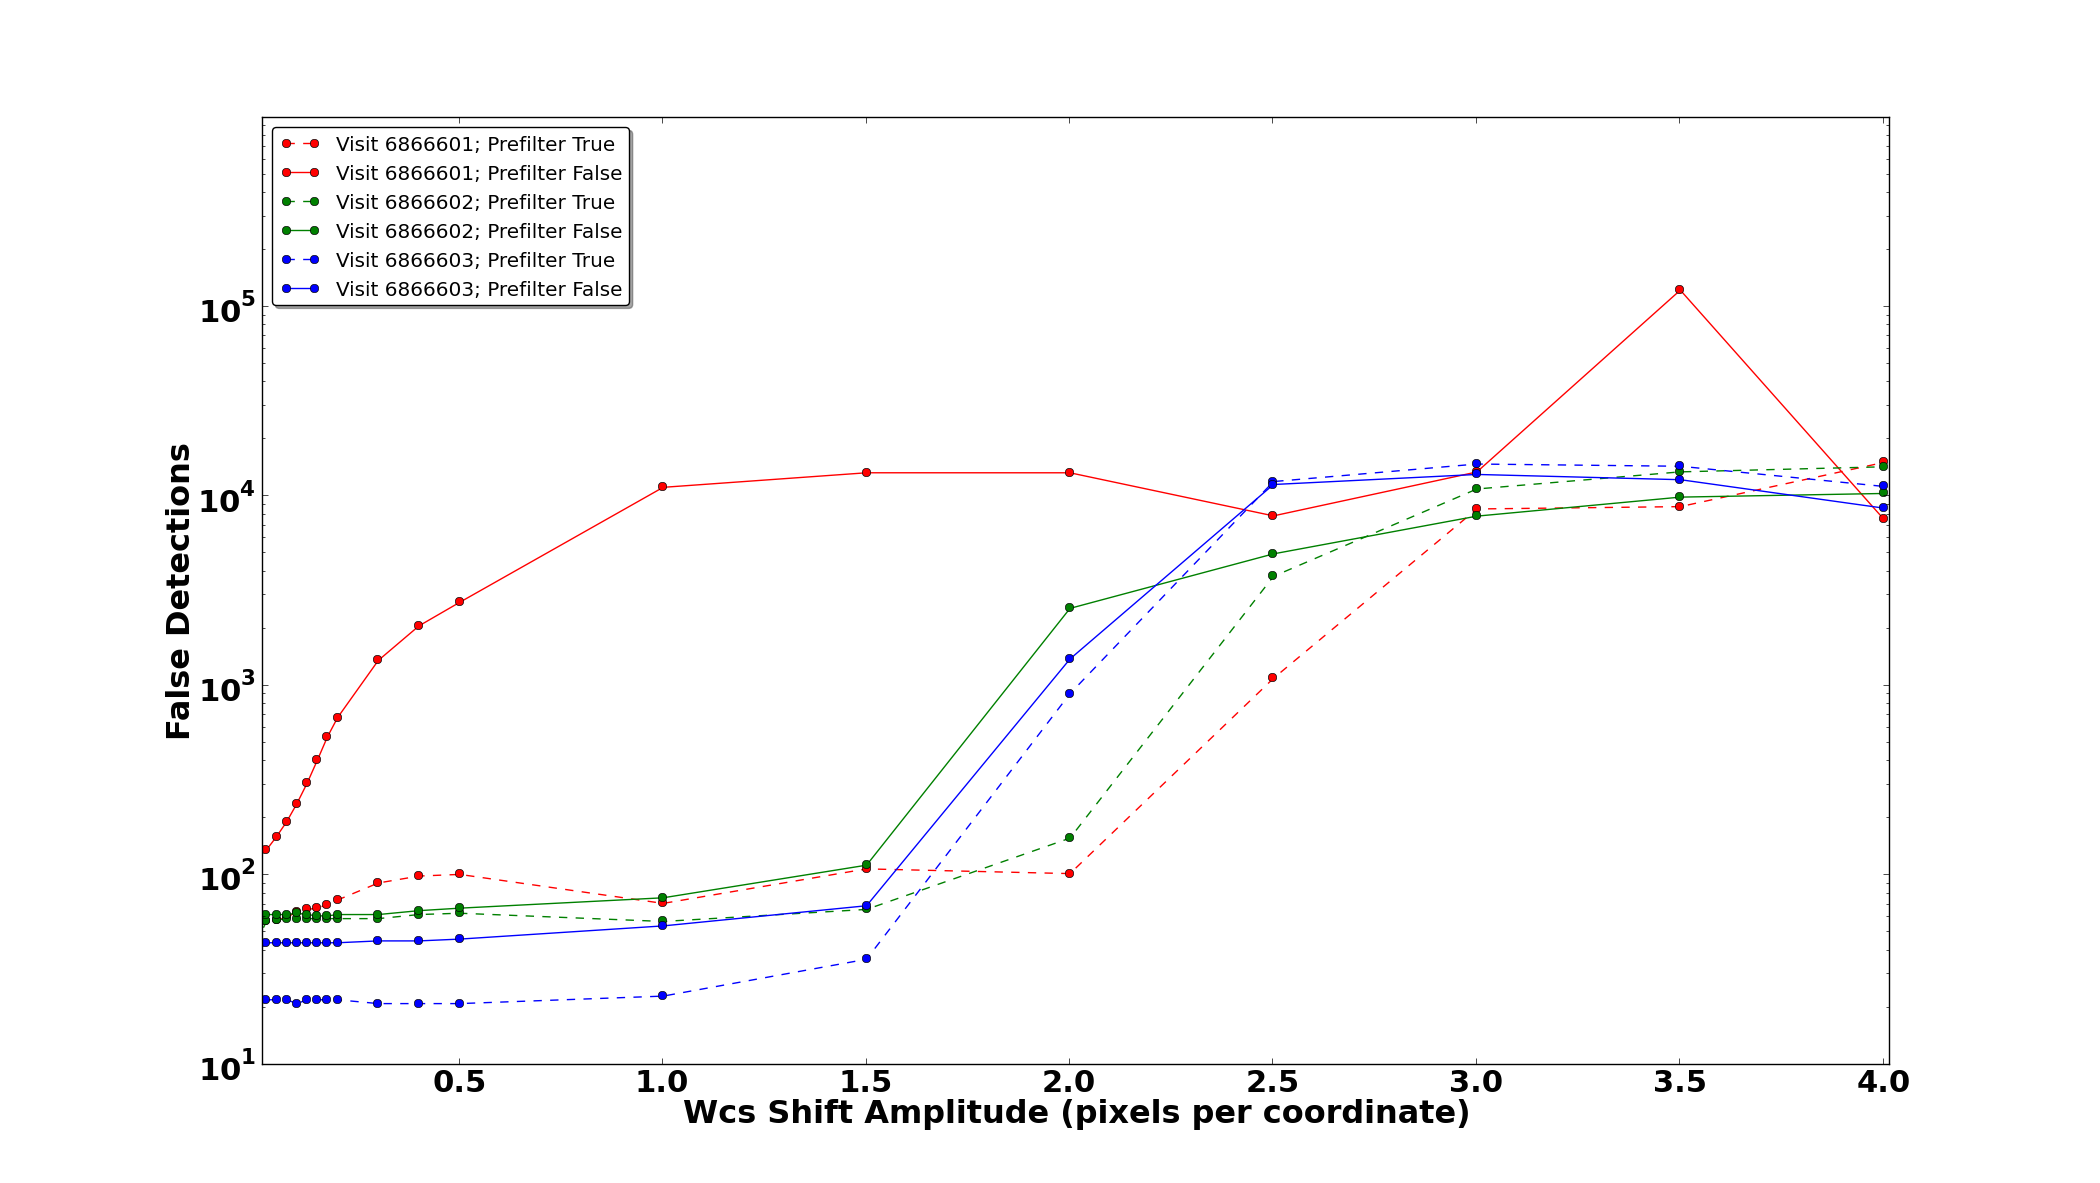 Visit 6866601; Prefilter True
Visit 6866601; Prefilter False
Visit 6866602; Prefilter True
Visit 6866602; Prefilter False
Visit 6866603; Prefilter True
Visit 6866603; Prefilter False
10^5
10^4
10^3
10^2
10^1
False Detections
0.5 1.0 1.5 2.0 2.5 3.0 3.5 4.0
Wcs Shift Amplitude (pixels per coordinate)